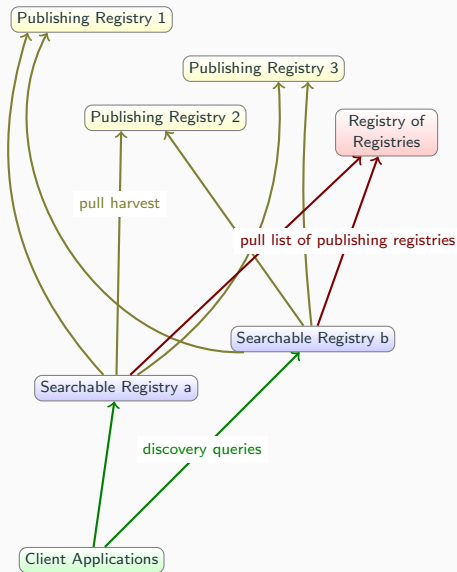 Publishing Registry 1
Publishing Registry 3
Publishing Registry 2
Registry of
Registries
pull harvest
pull list of publishing registries
Searchable Registry b
Searchable Registry a
discovery queries
Client Applications